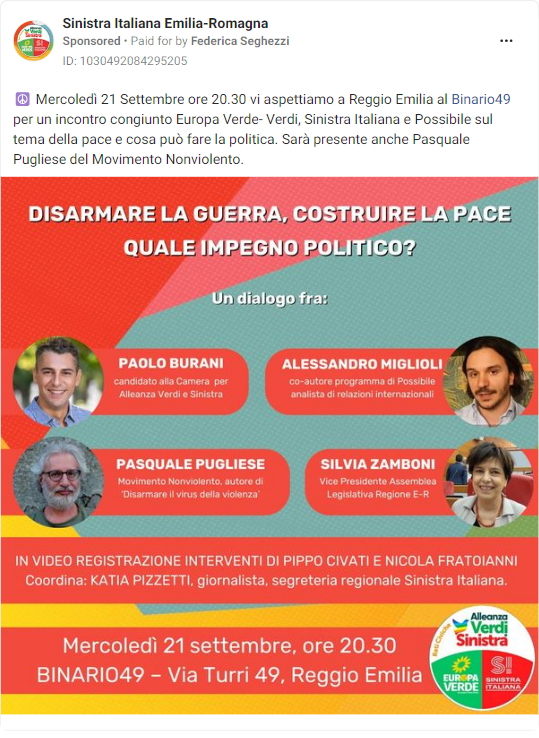 Sinistra Italiana Emilia-Romagna
Sponsored • Paid for by Federica Seghezzi
ID: 1030492084295205
☮ Mercoledì 21 Settembre ore 20.30 vi aspettiamo a Reggio Emilia al Binario49
per un incontro congiunto Europa Verde- Verdi, Sinistra Italiana e Possibile sul
tema della pace e cosa può fare la politica. Sarà presente anche Pasquale
Pugliese del Movimento Nonviolento.
DISARMARE LA GUERRA, COSTRUIRE LA PACE
QUALE IMPEGNO POLITICO?
Un dialogo fra:
PAOLO BURANI
candidato alla Camera per
Alleanza Verdi e Sinistra
ALESSANDRO MIGLIOLI
co-autore programma di Possibile
analista di relazioni internazionali
PASQUALE PUGLIESE
Movimento Nonviolento, autore di
'Disarmare il virus della violenza'
SILVIA ZAMBONI
Vice Presidente Assemblea
Legislativa Regione E-R
IN VIDEO REGISTRAZIONE INTERVENTI DI PIPPO CIVATI E NICOLA FRATOIANNI
Coordina: KATIA PIZZETTI, giornalista, segreteria regionale Sinistra Italiana.
Mercoledì 21 settembre, ore 20.30
BINARIO49 – Via Turri 49, Reggio Emilia
Reti Civiche
Alleanza
Verdi
Sinistra
EUROPA
VERDE
S!
SINISTRA
ITALIANA